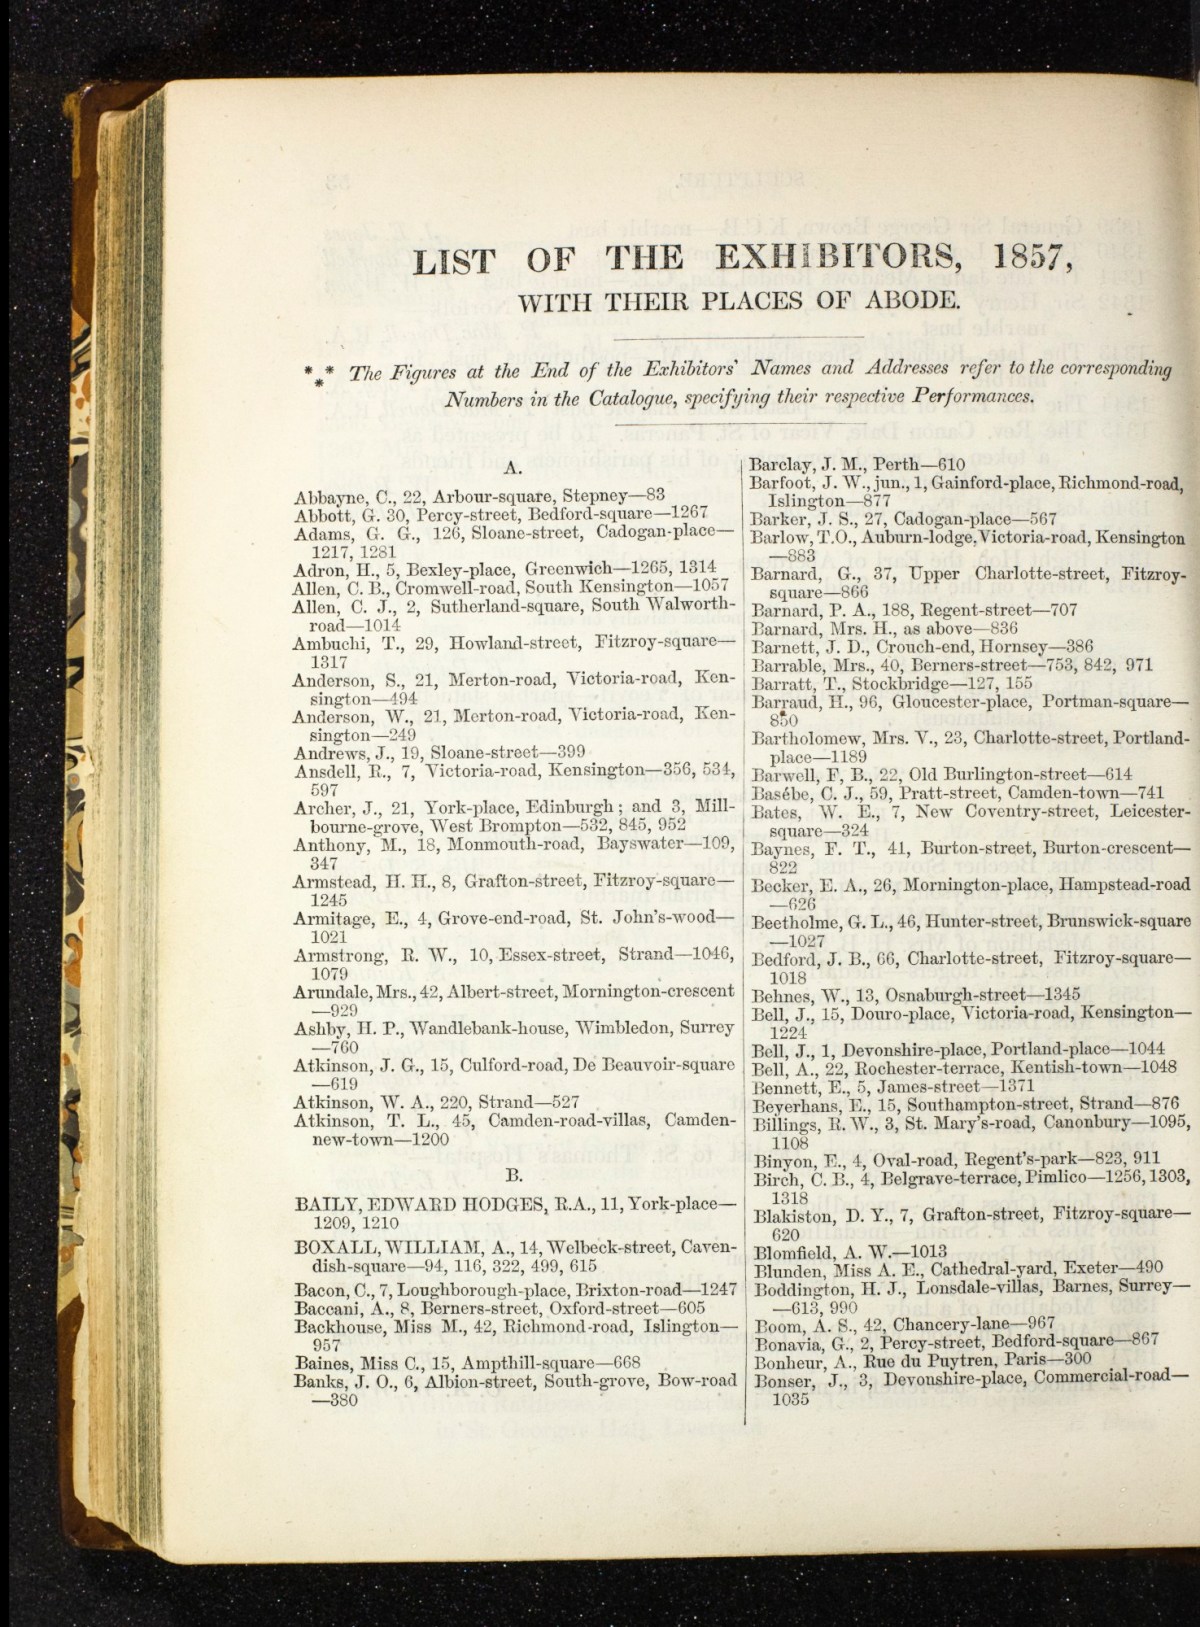 LIST OF THE EXHIBITORS, 1857,
WITH THEIR PLACES OF ABODE.
*** The Figures at the End of the Exhibitors' Names and Addresses refer to the corresponding
Numbers in the Catalogue, specifying their respective Performances.
A.
Abbayne, C., 22, Arbour-square, Stepney—83
Abbott, G. 30, Percy-street, Bedford-square—1267
Adams, G. G., 126, Sloane-street, Cadogan-place—
1217, 1281
Adron, H., 5, Bexley-place, Greenwich—1265, 1314
Allen, C. B., Cromwell-road, South Kensington—1057
Allen, C. J., 2, Sutherland-square, South Walworth-
road—1014
Ambuchi, T., 29, Howland-street, Fitzroy-square—
1317
Anderson, S., 21, Merton-road, Victoria-road, Ken-
sington—494
Anderson, W., 21, Merton-road, Victoria-road, Ken-
sington—249
Andrews, J., 19, Sloane-street—399
Ansdell, R., 7, Victoria-road, Kensington—356, 534,
597
Archer, J., 21, York-place, Edinburgh; and 3, Mill-
bourne-grove, West Brompton—532, 845, 952
Anthony, M., 18, Monmouth-road, Bayswater—109,
347
Armstead, H. H., 8, Grafton-street, Fitzroy-square—
1245
Armitage, E., 4, Grove-end-road, St. John's-wood—
1021
Armstrong, R. W., 10, Essex-street, Strand—1046,
1079
Arundale, Mrs., 42, Albert-street, Mornington-crescent
—929
Ashby, H. P., Wandlebank-house, Wimbledon, Surrey
—760
Atkinson, J. G., 15, Culford-road, De Beauvoir-square
—619
Atkinson, W. A., 220, Strand—527
Atkinson, T. L., 45, Camden-road-villas, Camden-
new-town—1200
B.
BAILY, EDWARD HODGES, R.A., 11, York-place—
1209, 1210
BOXALL, WILLIAM, A., 14, Welbeck-street, Caven-
dish-square—94, 116, 322, 499, 615
Bacon, C., 7, Loughborough-place, Brixton-road—1247
Baccani, A., 8, Berners-street, Oxford-street—605
Backhouse, Miss M., 42, Richmond-road, Islington—
957
Baines, Miss C., 15, Ampthill-square—668
Banks, J. O., 6, Albion-street, South-grove, Bow-road
—380
Barclay, J. M., Perth—610
Barfoot, J. W., jun., 1, Gainford-place, Richmond-road,
Islington—877
Barker, J. S., 27, Cadogan-place—567
Barlow, T.O., Auburn-lodge, Victoria-road, Kensington
—883
Barnard, G., 37, Upper Charlotte-street, Fitzroy-
square—866
Barnard, P. A., 188, Regent-street—707
Barnard, Mrs. H., as above—836
Barnett, J. D., Crouch-end, Hornsey—386
Barrable, Mrs., 40, Berners-street—753, 842, 971
Barratt, T., Stockbridge—127, 155
Barraud, H., 96, Gloucester-place, Portman-square—
850
Bartholomew, Mrs. V., 23, Charlotte-street, Portland-
place—1189
Barwell, F, B., 22, Old Burlington-street—614
Basébe, C. J., 59, Pratt-street, Camden-town—741
Bates, W. E., 7, New Coventry-street, Leicester-
square—324
Baynes, F. T., 41, Burton-street, Burton-crescent—
822
Becker, E. A., 26, Mornington-place, Hampstead-road
—626
Beetholme, G. L., 46, Hunter-street, Brunswick-square
—1027
Bedford, J. B., 66, Charlotte-street, Fitzroy-square—
1018
Behnes, W., 13, Osnaburgh-street—1345
Bell, J., 15, Douro-place, Victoria-road, Kensington—
1224
Bell, J., 1, Devonshire-place, Portland-place—1044
Bell, A., 22, Rochester-terrace, Kentish-town—1048
Bennett, E., 5, James-street—1371
Beyerhans, E., 15, Southampton-street, Strand—876
Billings, R. W., 3, St. Mary's-road, Canonbury—1095,
1108
Binyon, E., 4, Oval-road, Regent's-park—823, 911
Birch, C. B., 4, Belgrave-terrace, Pimlico—1256, 1303,
1318
Blakiston, D. Y., 7, Grafton-street, Fitzroy-square—
620
Blomfield, A. W.—1013
Blunden, Miss A. E., Cathedral-yard, Exeter—490
Boddington, H. J., Lonsdale-villas, Barnes, Surrey—
—613, 990
Boom, A. S., 42, Chancery-lane—967
Bonavia, G., 2, Percy-street, Bedford-square—867
Bonheur, A., Rue du Puytren, Paris—300
Bonser, J., 3, Devonshire-place, Commercial-road—
1035